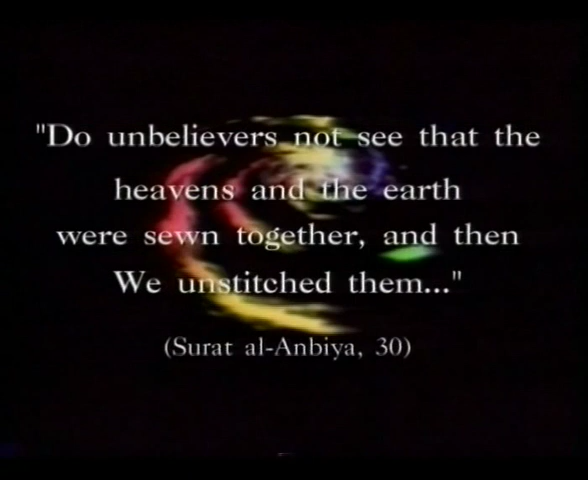 "Do unbelievers not see that the
heavens and the earth
were sewn together, and then
We unstitched them..."
(Surat al-Anbiya, 30)